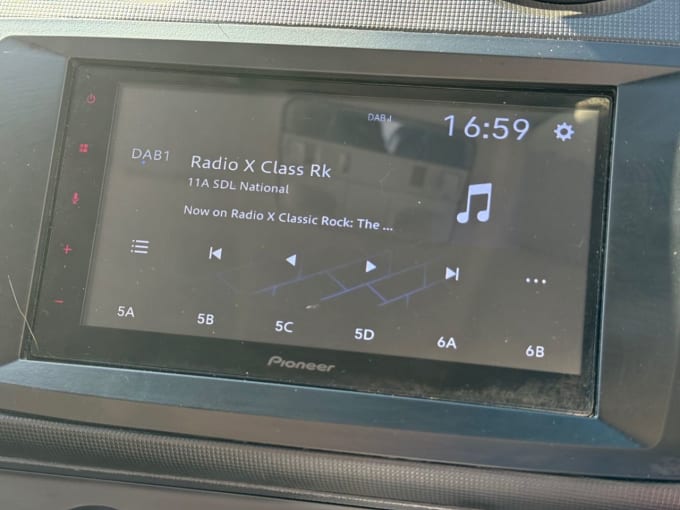 DAB
16:59
DAB1
Radio X Class Rk
11A SDL National
Now on Radio X Classic Rock: The ...
5A
5B
5C
5D
6A
6B
Pioneer